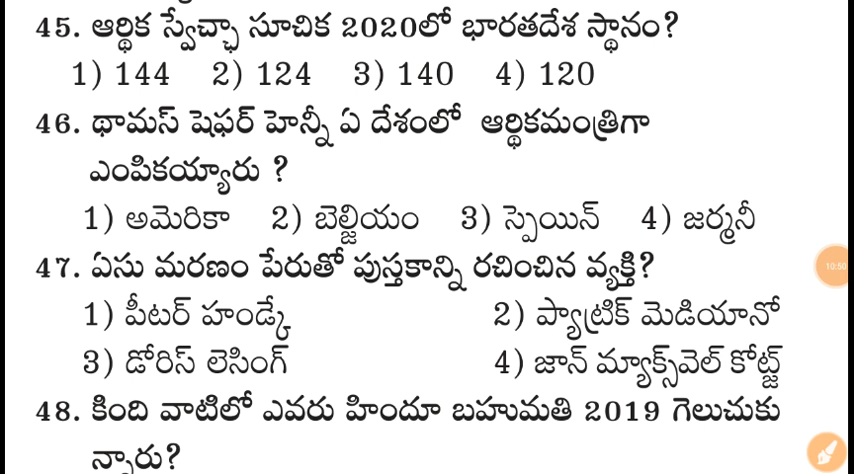 45. ఆర్థిక స్వేచ్ఛా సూచిక 2020లో భారతదేశ స్థానం?
1) 144 2) 124 3) 140 4) 120
46. థామస్ షెఫర్ హెన్నీ ఏ దేశంలో ఆర్థికమంత్రిగా
ఎంపికయ్యారు ?
1) అమెరికా 2) బెల్జియం 3) స్పెయిన్ 4) జర్మనీ
47. ఏసు మరణం పేరుతో పుస్తకాన్ని రచించిన వ్యక్తి?
1) పీటర్ హండ్కే 2) ప్యాట్రిక్ మెడియానో
3) డోరిస్ లెసింగ్ 4) జాన్ మ్యాక్స్‌వెల్ కోట్జ్
48. కింది వాటిలో ఎవరు హిందూ బహుమతి 2019 గెలుచుకు
న్నారు?
10:50